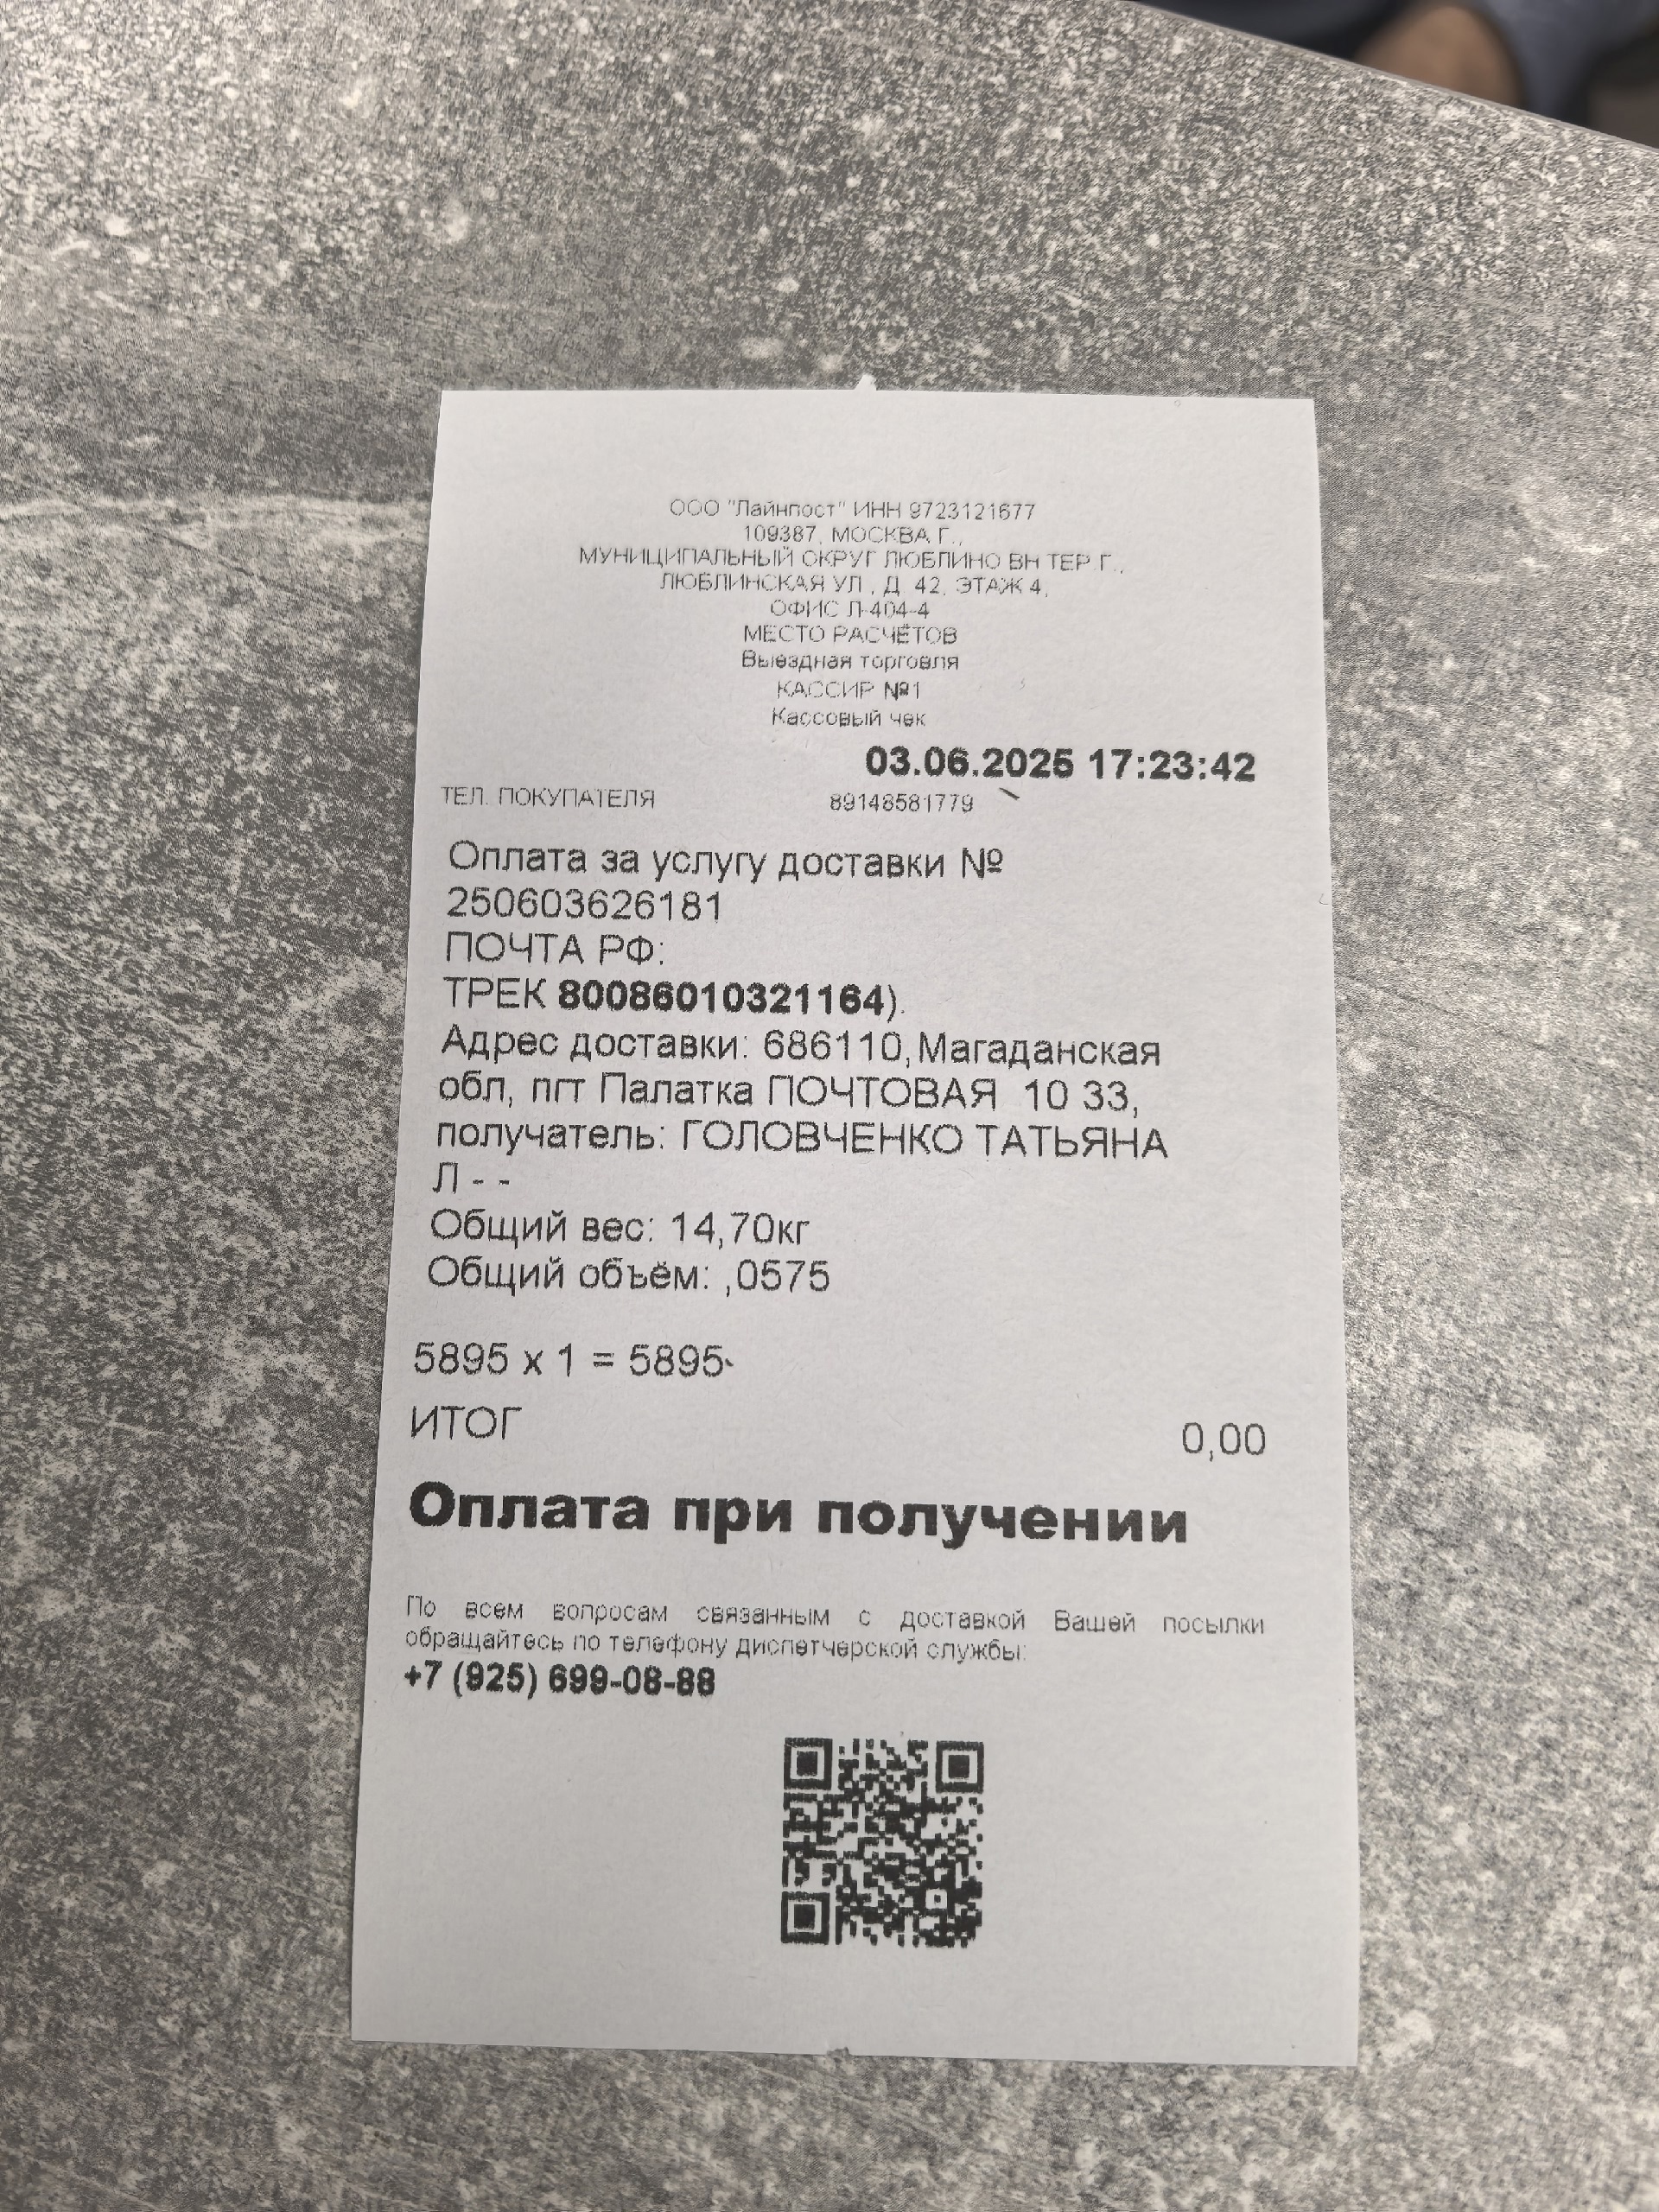 ООО "Лайнпост" ИНН 9723121677
109387, МОСКВА Г.,
МУНИЦИПАЛЬНЫЙ ОКРУГ ЛЮБЛИНО ВН.ТЕР.Г.,
ЛЮБЛИНСКАЯ УЛ., Д. 42, ЭТАЖ 4,
ОФИС Л-404-4
МЕСТО РАСЧЁТОВ
Выездная торговля
КАССИР №1
Кассовый чек
03.06.2025 17:23:42
ТЕЛ. ПОКУПАТЕЛЯ 89148581779
Оплата за услугу доставки №
250603626181
ПОЧТА РФ:
ТРЕК 80086010321164).
Адрес доставки: 686110,Магаданская
обл, пгт Палатка ПОЧТОВАЯ 10 33,
получатель: ГОЛОВЧЕНКО ТАТЬЯНА
Л - -
Общий вес: 14,70кг
Общий объём: ,0575
5895 x 1 = 5895
ИТОГ 0,00
Оплата при получении
По всем вопросам связанным с доставкой Вашей посылки
обращайтесь по телефону диспетчерской службы:
+7 (925) 699-08-88